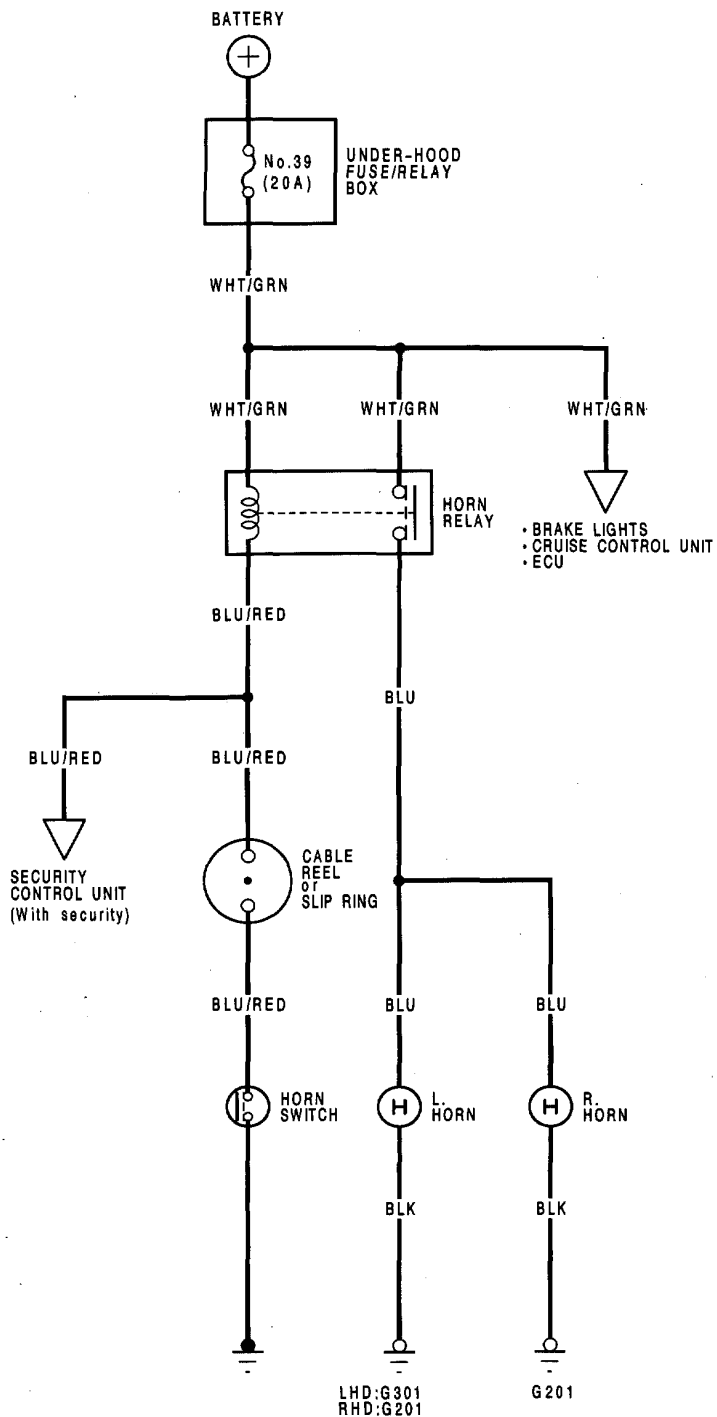 BATTERY
No.39
(20A)
UNDER-HOOD
FUSE/RELAY
BOX
WHT/GRN
WHT/GRN
WHT/GRN
WHT/GRN
HORN
RELAY
• BRAKE LIGHTS
• CRUISE CONTROL UNIT
• ECU
BLU/RED
BLU
BLU/RED
BLU/RED
SECURITY
CONTROL UNIT
(With security)
CABLE
REEL
or
SLIP RING
BLU/RED
BLU
BLU
HORN
SWITCH
H
L.
HORN
H
R.
HORN
BLK
BLK
LHD:G301
RHD:G201
G201